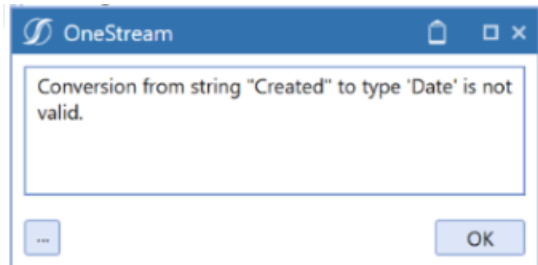 OneStream
Conversion from string "Created" to type 'Date' is not
valid.
...
OK